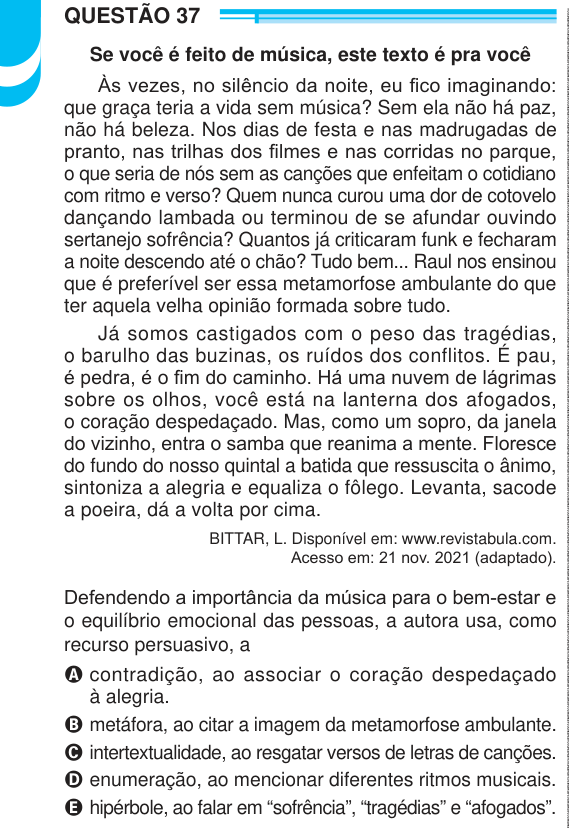 QUESTÃO 37
Se você é feito de música, este texto é pra você
Às vezes, no silêncio da noite, eu fico imaginando:
que graça teria a vida sem música? Sem ela não há paz,
não há beleza. Nos dias de festa e nas madrugadas de
pranto, nas trilhas dos filmes e nas corridas no parque,
o que seria de nós sem as canções que enfeitam o cotidiano
com ritmo e verso? Quem nunca curou uma dor de cotovelo
dançando lambada ou terminou de se afundar ouvindo
sertanejo sofrência? Quantos já criticaram funk e fecharam
a noite descendo até o chão? Tudo bem... Raul nos ensinou
que é preferível ser essa metamorfose ambulante do que
ter aquela velha opinião formada sobre tudo.
Já somos castigados com o peso das tragédias,
o barulho das buzinas, os ruídos dos conflitos. É pau,
é pedra, é o fim do caminho. Há uma nuvem de lágrimas
sobre os olhos, você está na lanterna dos afogados,
o coração despedaçado. Mas, como um sopro, da janela
do vizinho, entra o samba que reanima a mente. Floresce
do fundo do nosso quintal a batida que ressuscita o ânimo,
sintoniza a alegria e equaliza o fôlego. Levanta, sacode
a poeira, dá a volta por cima.
BITTAR, L. Disponível em: www.revistabula.com.
Acesso em: 21 nov. 2021 (adaptado).
Defendendo a importância da música para o bem-estar e
o equilíbrio emocional das pessoas, a autora usa, como
recurso persuasivo, a
A contradição, ao associar o coração despedaçado
à alegria.
B metáfora, ao citar a imagem da metamorfose ambulante.
C intertextualidade, ao resgatar versos de letras de canções.
D enumeração, ao mencionar diferentes ritmos musicais.
E hipérbole, ao falar em “sofrência”, “tragédias” e “afogados”.